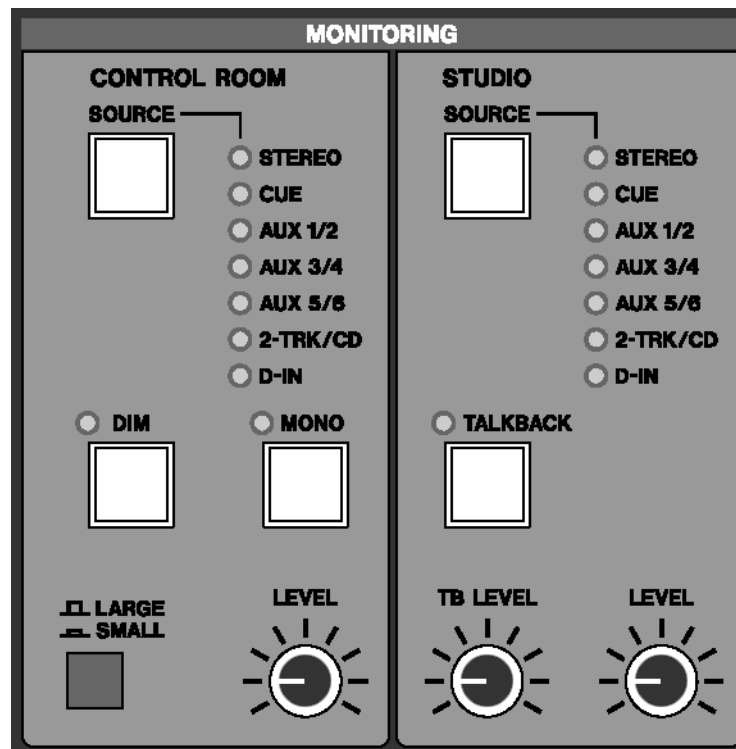 MONITORING
CONTROL ROOM
SOURCE
STEREO
CUE
AUX 1/2
AUX 3/4
AUX 5/6
2-TRK/CD
D-IN
DIM
MONO
LARGE
SMALL
LEVEL
STUDIO
SOURCE
STEREO
CUE
AUX 1/2
AUX 3/4
AUX 5/6
2-TRK/CD
D-IN
TALKBACK
TB LEVEL
LEVEL